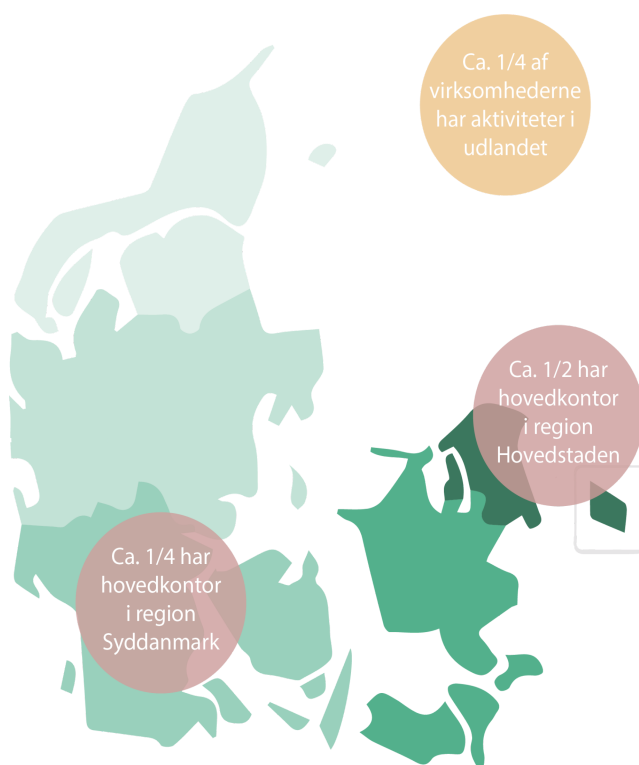 Ca. 1/4 af
virksomhederne
har aktiviteter i
udlandet
Ca. 1/2 har
hovedkontor
i region
Hovedstaden
Ca. 1/4 har
hovedkontor
i region
Syddanmark